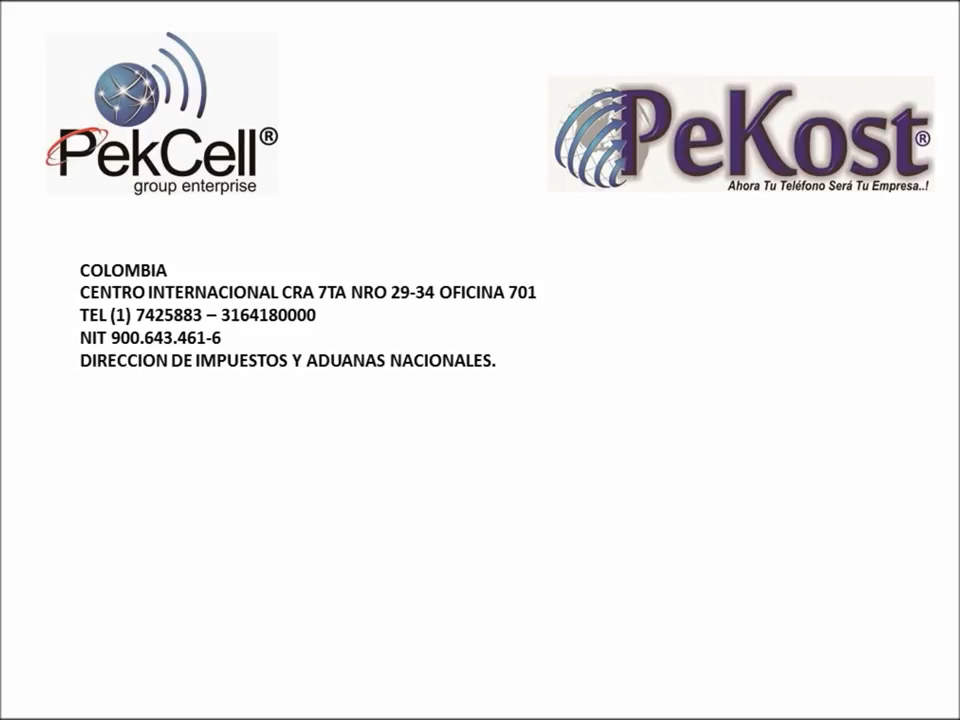 PekCell®
group enterprise
PeKost®
Ahora Tu Teléfono Será Tu Empresa..!
COLOMBIA
CENTRO INTERNACIONAL CRA 7TA NRO 29-34 OFICINA 701
TEL (1) 7425883 – 3164180000
NIT 900.643.461-6
DIRECCION DE IMPUESTOS Y ADUANAS NACIONALES.